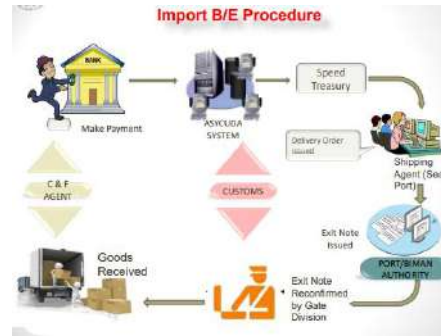 Import B/E Procedure
BANK
Make Payment
ASYCUDA
SYSTEM
Speed
Treasury
Delivery Order
Issued
Shipping
Agent (Sea
Port)
C & F
AGENT
CUSTOMS
Exit Note
Issued
PORT/BIMAN
AUTHORITY
Goods
Received
Exit Note
Reconfirmed
by Gate
Division